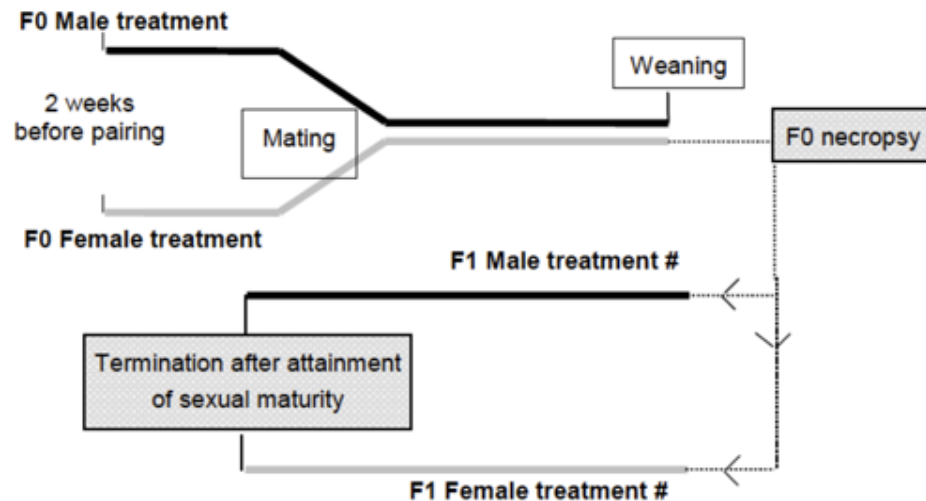 F0 Male treatment
Weaning
2 weeks
before pairing
Mating
F0 necropsy
F0 Female treatment
F1 Male treatment #
Termination after attainment
of sexual maturity
F1 Female treatment #